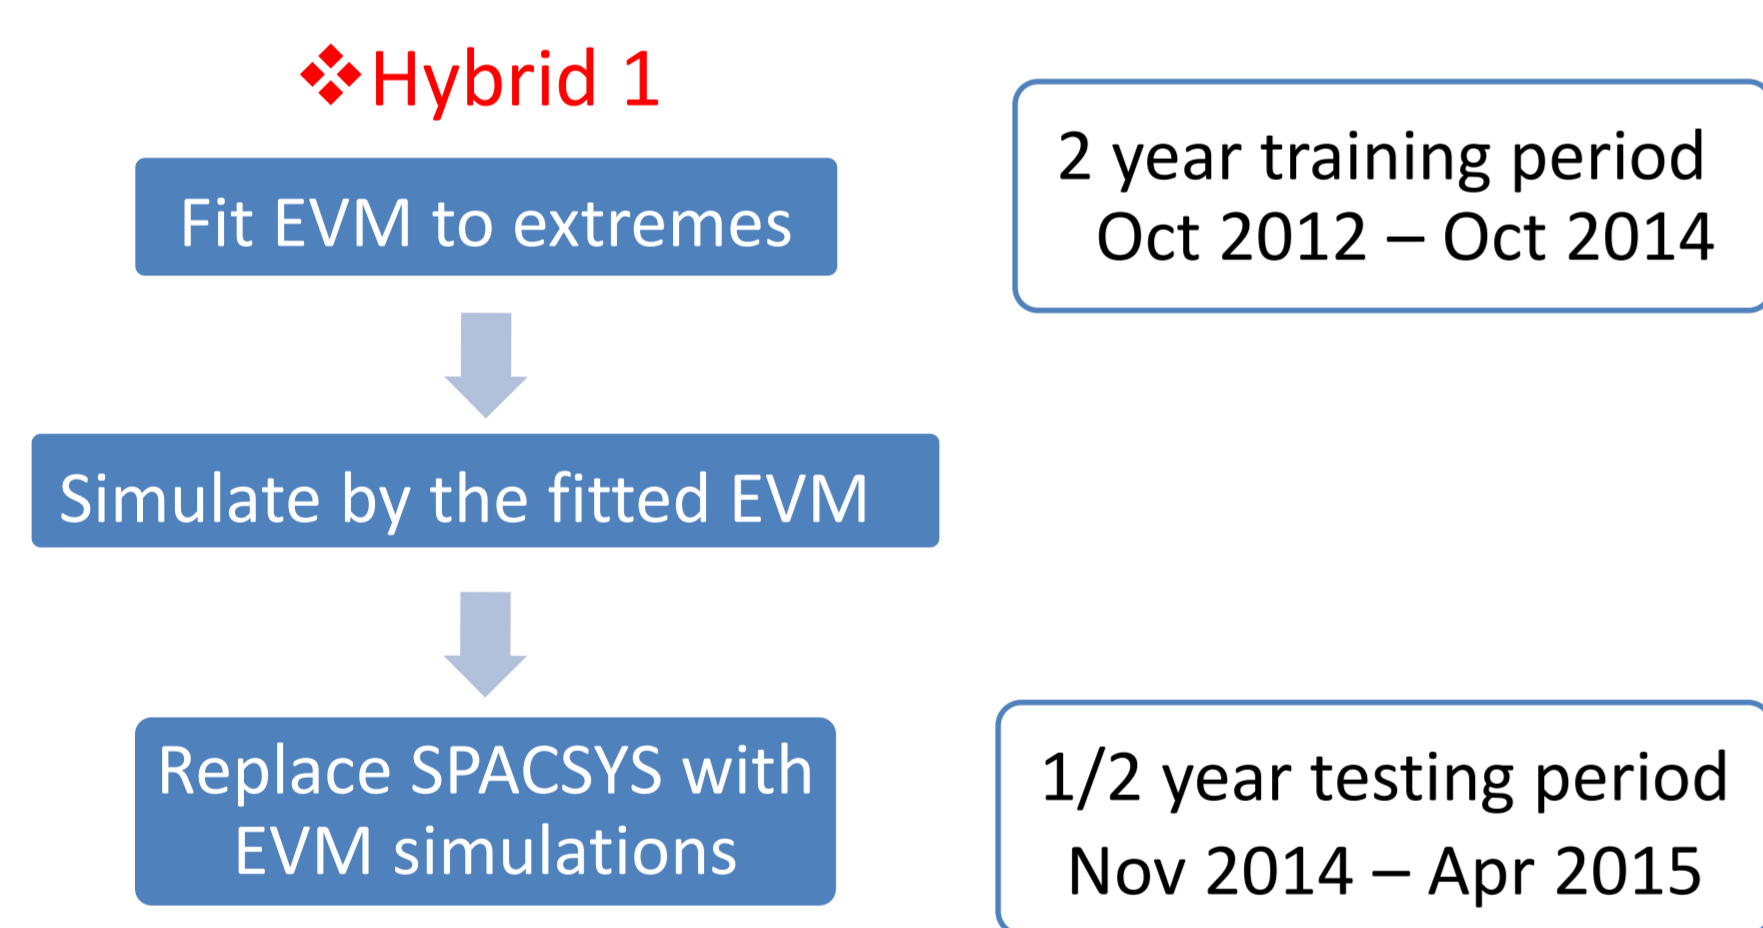 ❖Hybrid 1
Fit EVM to extremes
2 year training period
Oct 2012 – Oct 2014
Simulate by the fitted EVM
Replace SPACSYS with
EVM simulations
1/2 year testing period
Nov 2014 – Apr 2015